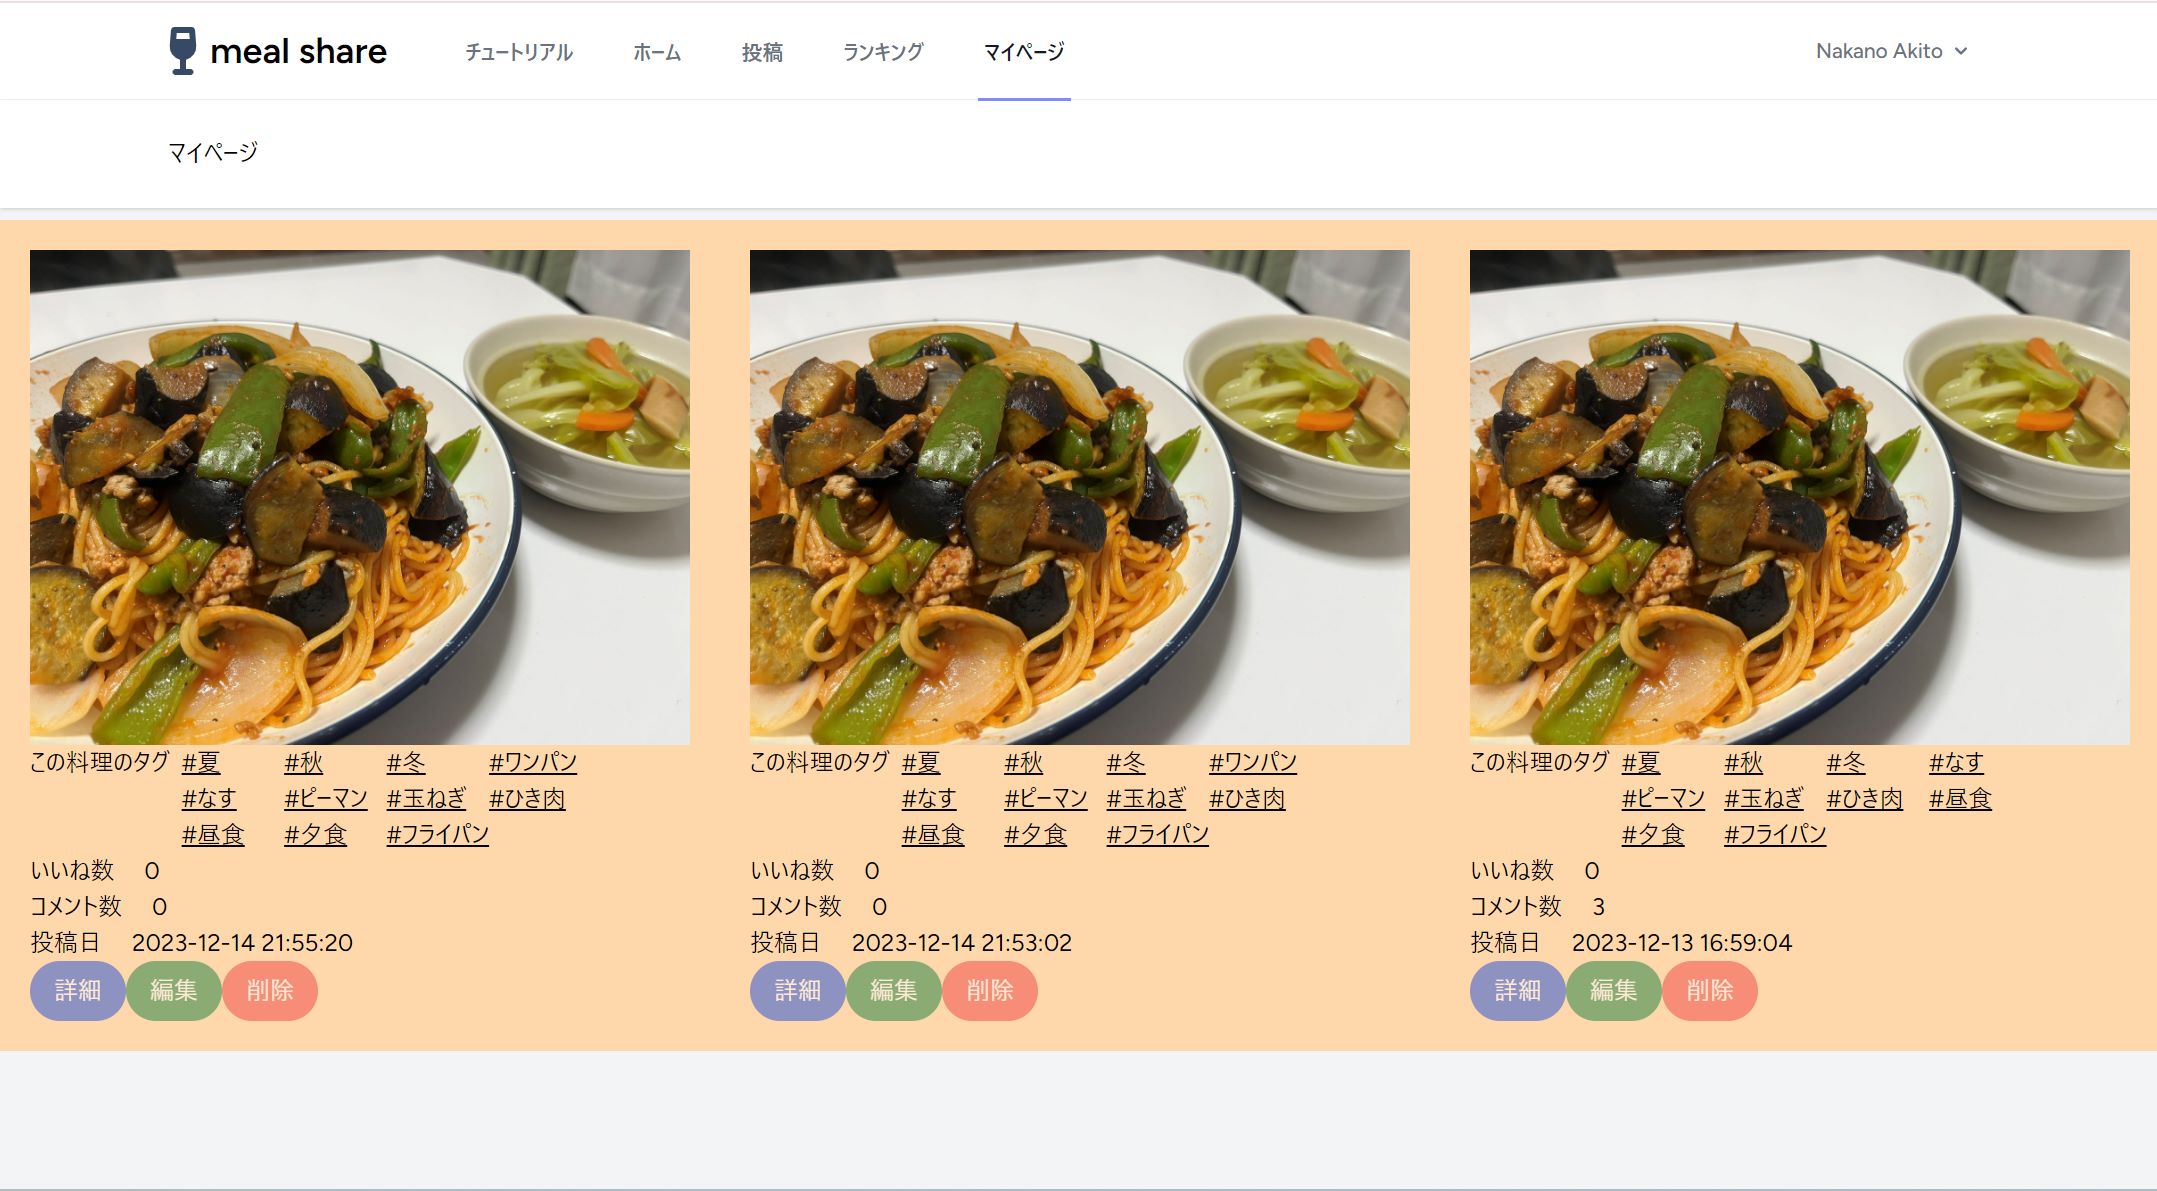 meal share チュートリアル ホーム 投稿 ランキング マイページ Nakano Akito
マイページ
この料理のタグ #夏 #秋 #冬 #ワンパン
#なす #ピーマン #玉ねぎ #ひき肉
#昼食 #夕食 #フライパン
いいね数 0
コメント数 0
投稿日 2023-12-14 21:55:20
詳細 編集 削除
この料理のタグ #夏 #秋 #冬 #ワンパン
#なす #ピーマン #玉ねぎ #ひき肉
#昼食 #夕食 #フライパン
いいね数 0
コメント数 0
投稿日 2023-12-14 21:53:02
詳細 編集 削除
この料理のタグ #夏 #秋 #冬 #なす
#ピーマン #玉ねぎ #ひき肉 #昼食
#夕食 #フライパン
いいね数 0
コメント数 3
投稿日 2023-12-13 16:59:04
詳細 編集 削除